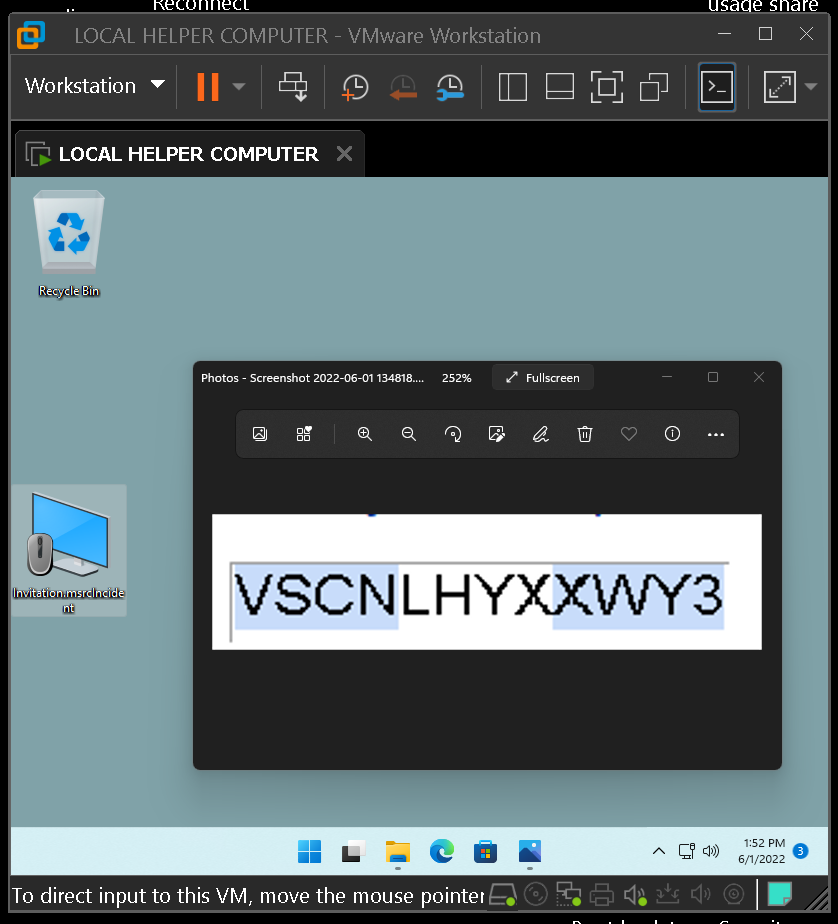 Reconnect
usage share
LOCAL HELPER COMPUTER - VMware Workstation
Workstation
LOCAL HELPER COMPUTER
Recycle Bin
Photos - Screenshot 2022-06-01 134818.... 252% Fullscreen
Invitation.msrcIncide
nt
VSCNLHYXXWY3
1:52 PM
6/1/2022
3
To direct input to this VM, move the mouse pointer